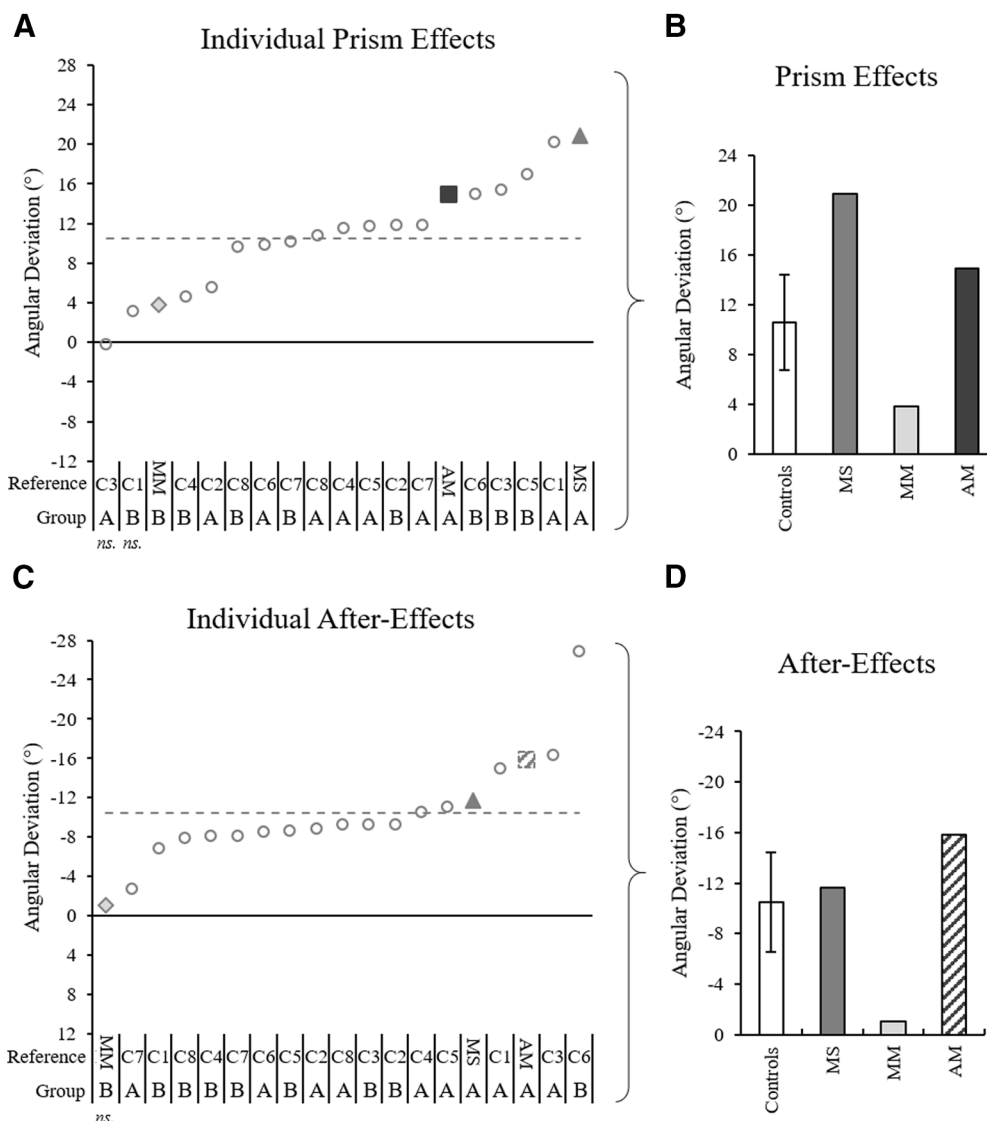 A
Individual Prism Effects
28
24
20
16
12
8
4
0
-4
-8
-12
Angular Deviation (°)
Reference C3 C1 MM C4 C2 C8 C6 C7 C8 C4 C5 C2 C7 AM C6 C3 C5 C1 MS
Group A B B B A B A B A A A B A A B B B A A
ns. ns.
B
Prism Effects
24
20
16
12
8
4
0
Angular Deviation (°)
Controls MS MM AM
C
Individual After-Effects
-28
-24
-20
-16
-12
-8
-4
0
4
8
12
Angular Deviation (°)
Reference MM C7 C1 C8 C4 C7 C6 C5 C2 C8 C3 C2 C4 C5 MS C1 AM C3 C6
Group B A B B B B A B A A B B A A A A A A B
ns.
D
After-Effects
-24
-20
-16
-12
-8
-4
0
Angular Deviation (°)
Controls MS MM AM